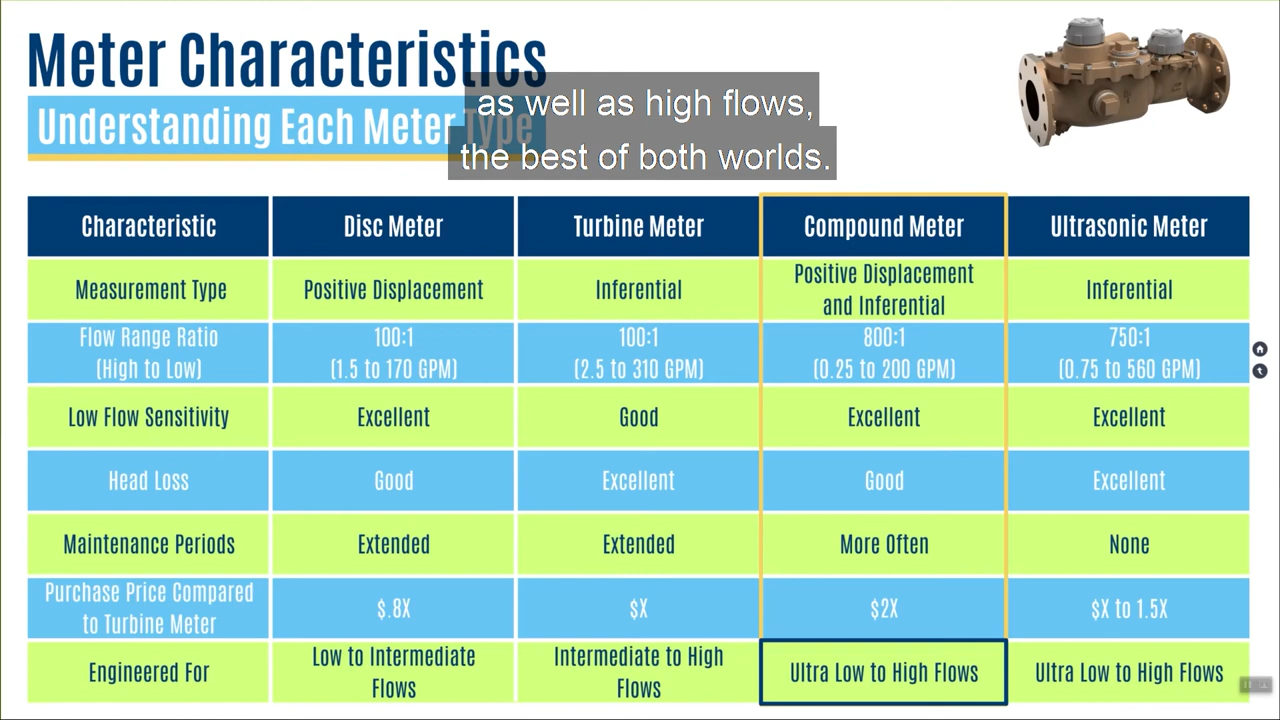 Meter Characteristics
Understanding Each Meter Type
as well as high flows,
the best of both worlds.
Characteristic
Disc Meter
Turbine Meter
Compound Meter
Ultrasonic Meter
Measurement Type
Positive Displacement
Inferential
Positive Displacement
and Inferential
Inferential
Flow Range Ratio
(High to Low)
100:1
(1.5 to 170 GPM)
100:1
(2.5 to 310 GPM)
800:1
(0.25 to 200 GPM)
750:1
(0.75 to 560 GPM)
Low Flow Sensitivity
Excellent
Good
Excellent
Excellent
Head Loss
Good
Excellent
Good
Excellent
Maintenance Periods
Extended
Extended
More Often
None
Purchase Price Compared
to Turbine Meter
$.8X
$X
$2X
$X to 1.5X
Engineered For
Low to Intermediate
Flows
Intermediate to High
Flows
Ultra Low to High Flows
Ultra Low to High Flows